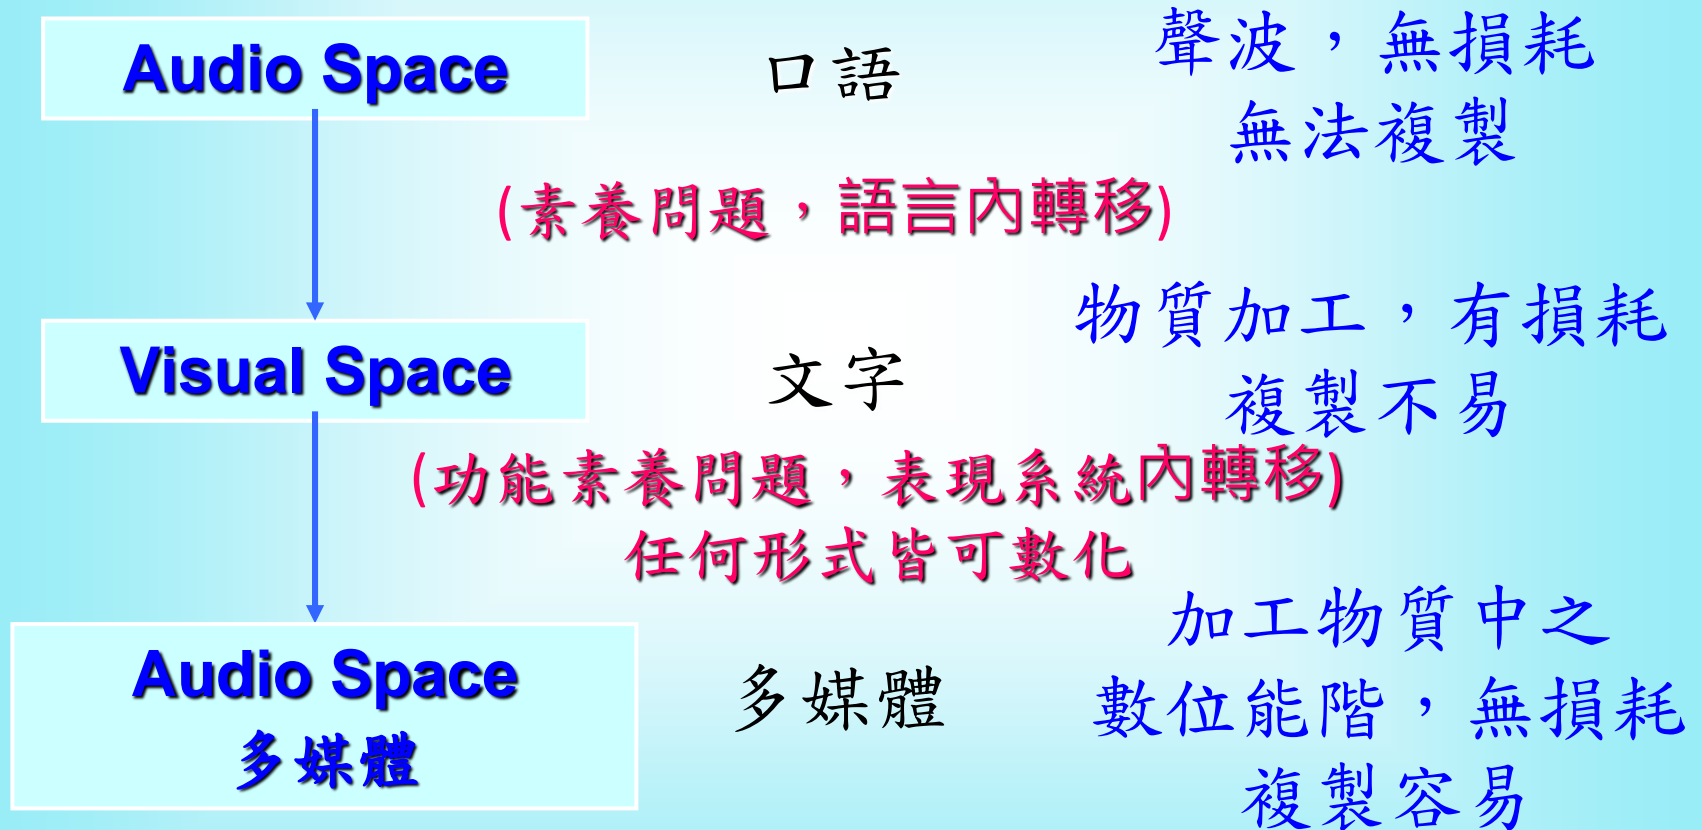 Audio Space
口語
聲波，無損耗
無法複製
(素養問題，語言內轉移)
Visual Space
文字
物質加工，有損耗
複製不易
(功能素養問題，表現系統內轉移)
任何形式皆可數化
Audio Space
多媒體
多媒體
加工物質中之
數位能階，無損耗
複製容易